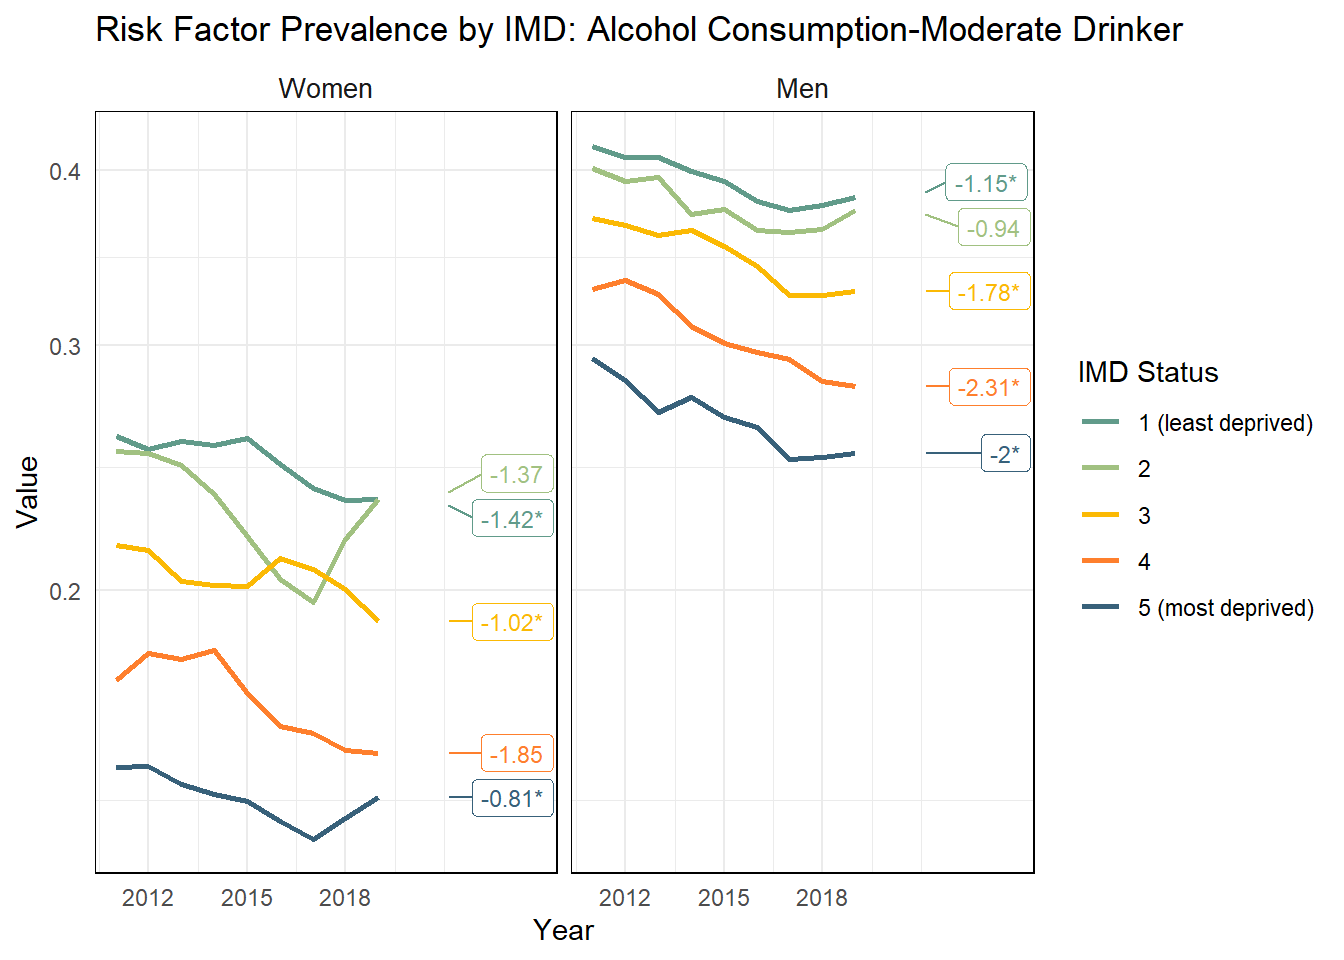 Risk Factor Prevalence by IMD: Alcohol Consumption-Moderate Drinker
Women
Men
0.4
0.3
0.2
Value
-1.37
-1.42*
-1.02*
-1.85
-0.81*
-1.15*
-0.94
-1.78*
-2.31*
-2*
2012 2015 2018
2012 2015 2018
Year
IMD Status
1 (least deprived)
2
3
4
5 (most deprived)